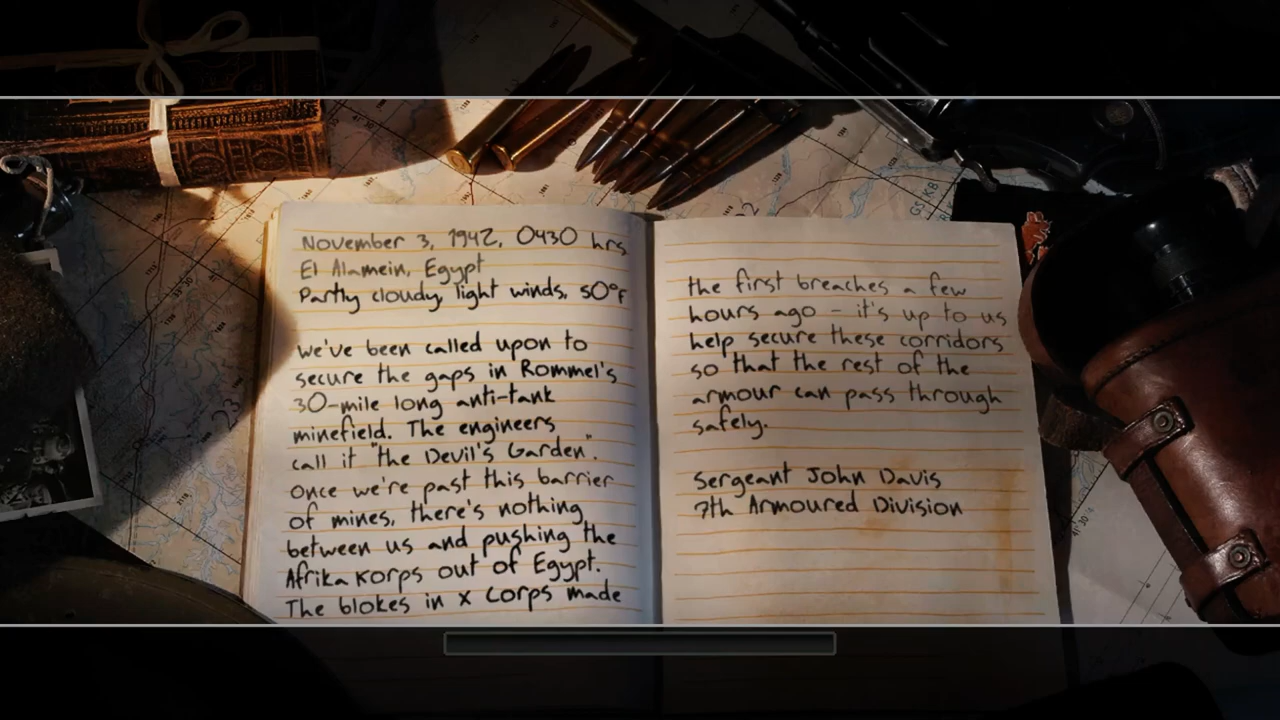 November 3, 1942, 0430 hrs
El Alamein, Egypt
Partly cloudy, light winds, 50°F
We've been called upon to
secure the gaps in Rommel's
30-mile long anti-tank
minefield. The engineers
call it "the Devil's Garden".
Once we're past this barrier
of mines, there's nothing
between us and pushing the
Afrika Korps out of Egypt.
The blokes in X Corps made
the first breaches a few
hours ago - it's up to us
help secure these corridors
so that the rest of the
armour can pass through
safely.
Sergeant John Davis
7th Armoured Division